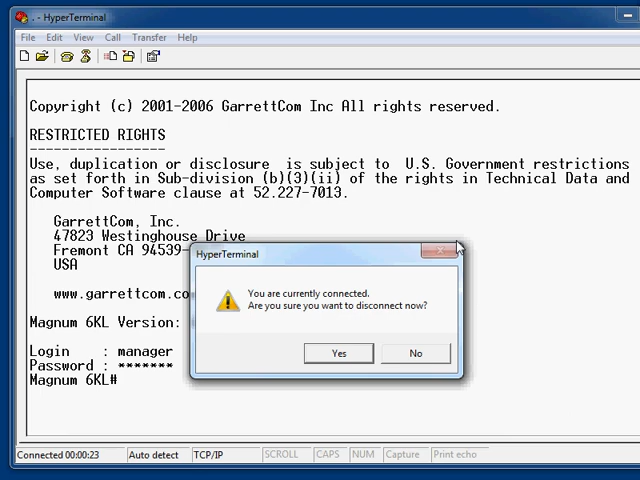 . - HyperTerminal
File Edit View Call Transfer Help
Copyright (c) 2001-2006 GarrettCom Inc All rights reserved.
RESTRICTED RIGHTS
-----------------
Use, duplication or disclosure is subject to U.S. Government restrictions
as set forth in Sub-division (b)(3)(ii) of the rights in Technical Data and
Computer Software clause at 52.227-7013.
GarrettCom, Inc.
47823 Westinghouse Drive
Fremont CA 94539-
USA
www.garrettcom.co
Magnum 6KL Version:
Login : manager
Password : *******
Magnum 6KL#
HyperTerminal
You are currently connected.
Are you sure you want to disconnect now?
Yes No
Connected 00:00:23 Auto detect TCP/IP SCROLL CAPS NUM Capture Print echo